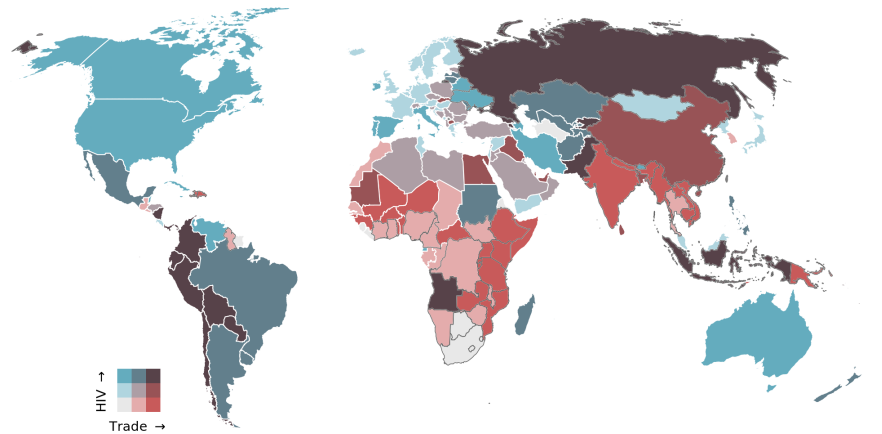 HIV →
Trade →